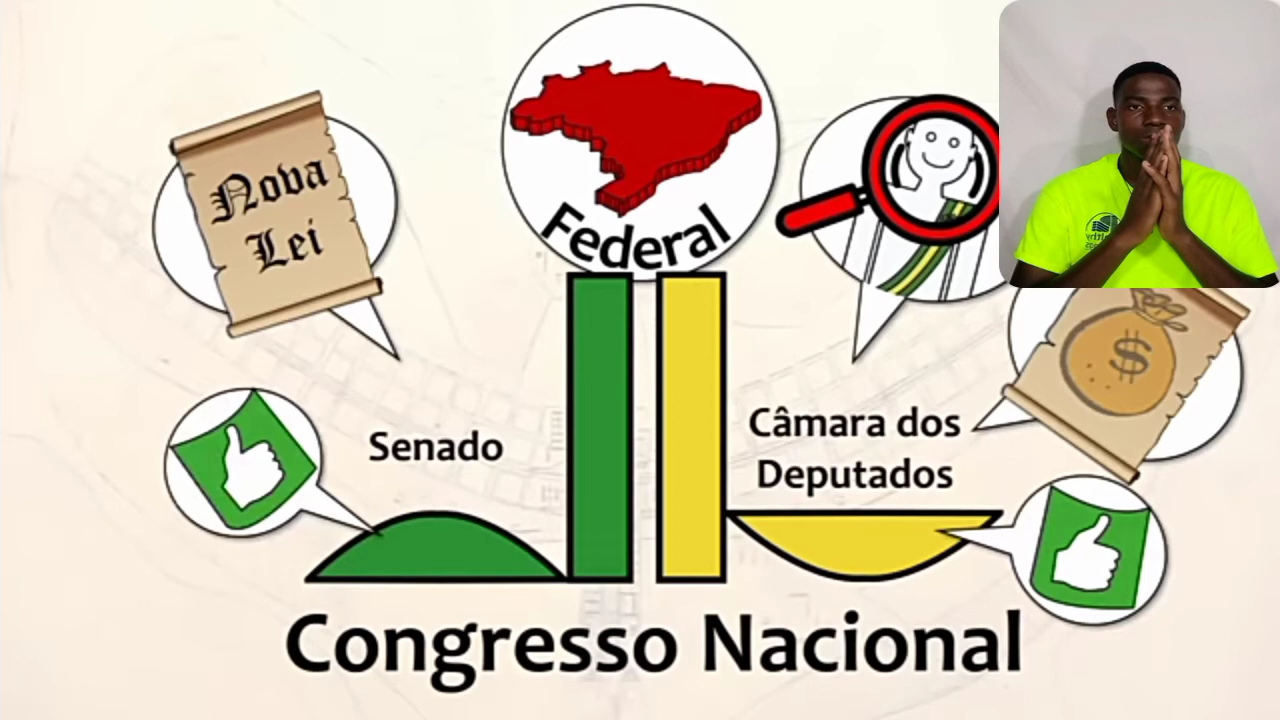 Nova
Lei
Federal
$
Senado
Câmara dos
Deputados
Congresso Nacional